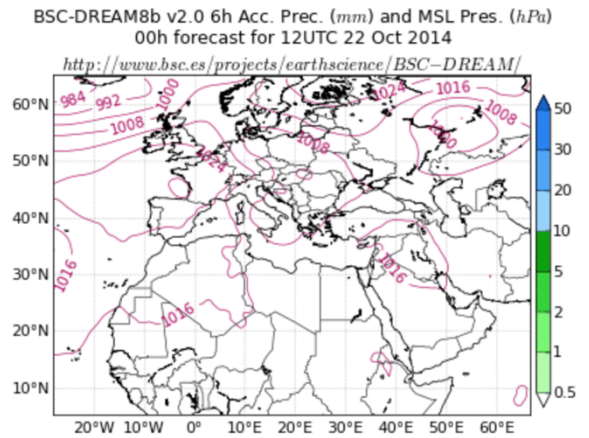 BSC-DREAM8b v2.0 6h Acc. Prec. (mm) and MSL Pres. (hPa)
00h forecast for 12UTC 22 Oct 2014
http://www.bsc.es/projects/earthscience/BSC−DREAM/
984
992
1000
1008
1024
1016
1008
1008
1024
60°N
50°N
40°N
30°N
20°N
10°N
1016
1016
1016
50
30
20
10
5
2
1
0.5
20°W 10°W 0° 10°E 20°E 30°E 40°E 50°E 60°E